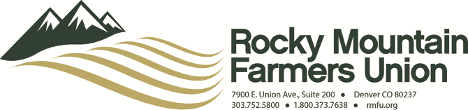 Rocky Mountain
Farmers Union
7900 E. Union Ave., Suite 200 • Denver CO 80237
303.752.5800 • 1.800.373.7638 • rmfu.org